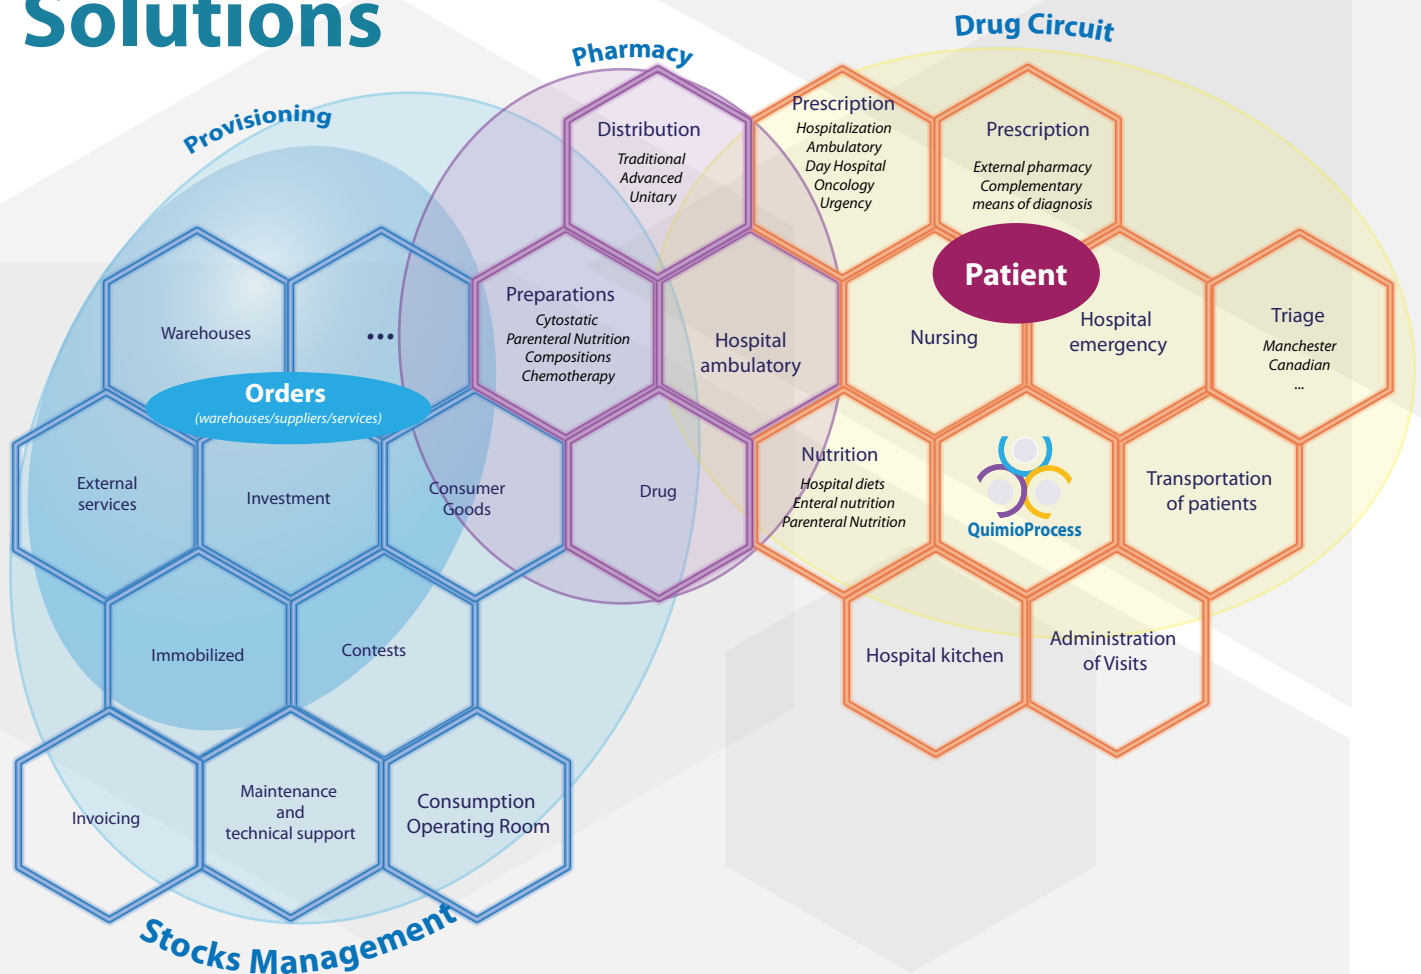 Solutions
Provisioning
Pharmacy
Drug Circuit
Distribution
Traditional
Advanced
Unitary
Prescription
Hospitalization
Ambulatory
Day Hospital
Oncology
Urgency
Prescription
External pharmacy
Complementary
means of diagnosis
Patient
Warehouses
...
Preparations
Cytostatic
Parenteral Nutrition
Compositions
Chemotherapy
Hospital
ambulatory
Nursing
Hospital
emergency
Triage
Manchester
Canadian
...
Orders
(warehouses/suppliers/services)
External
services
Investment
Consumer
Goods
Drug
Nutrition
Hospital diets
Enteral nutrition
Parenteral Nutrition
QuimioProcess
Transportation
of patients
Immobilized
Contests
Hospital kitchen
Administration
of Visits
Invoicing
Maintenance
and
technical support
Consumption
Operating Room
Stocks Management